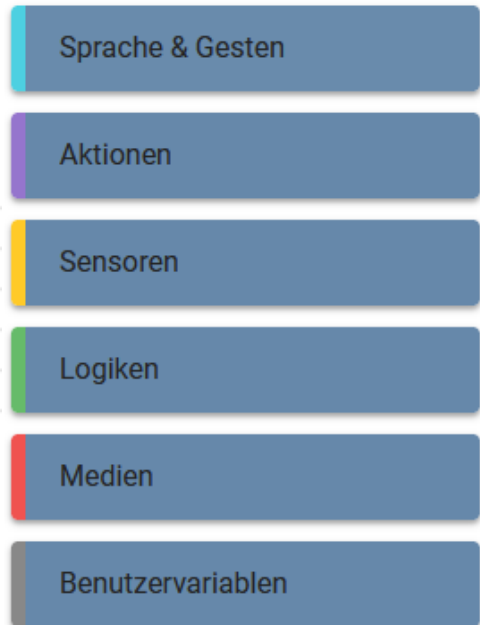 Sprache & Gesten
Aktionen
Sensoren
Logiken
Medien
Benutzervariablen